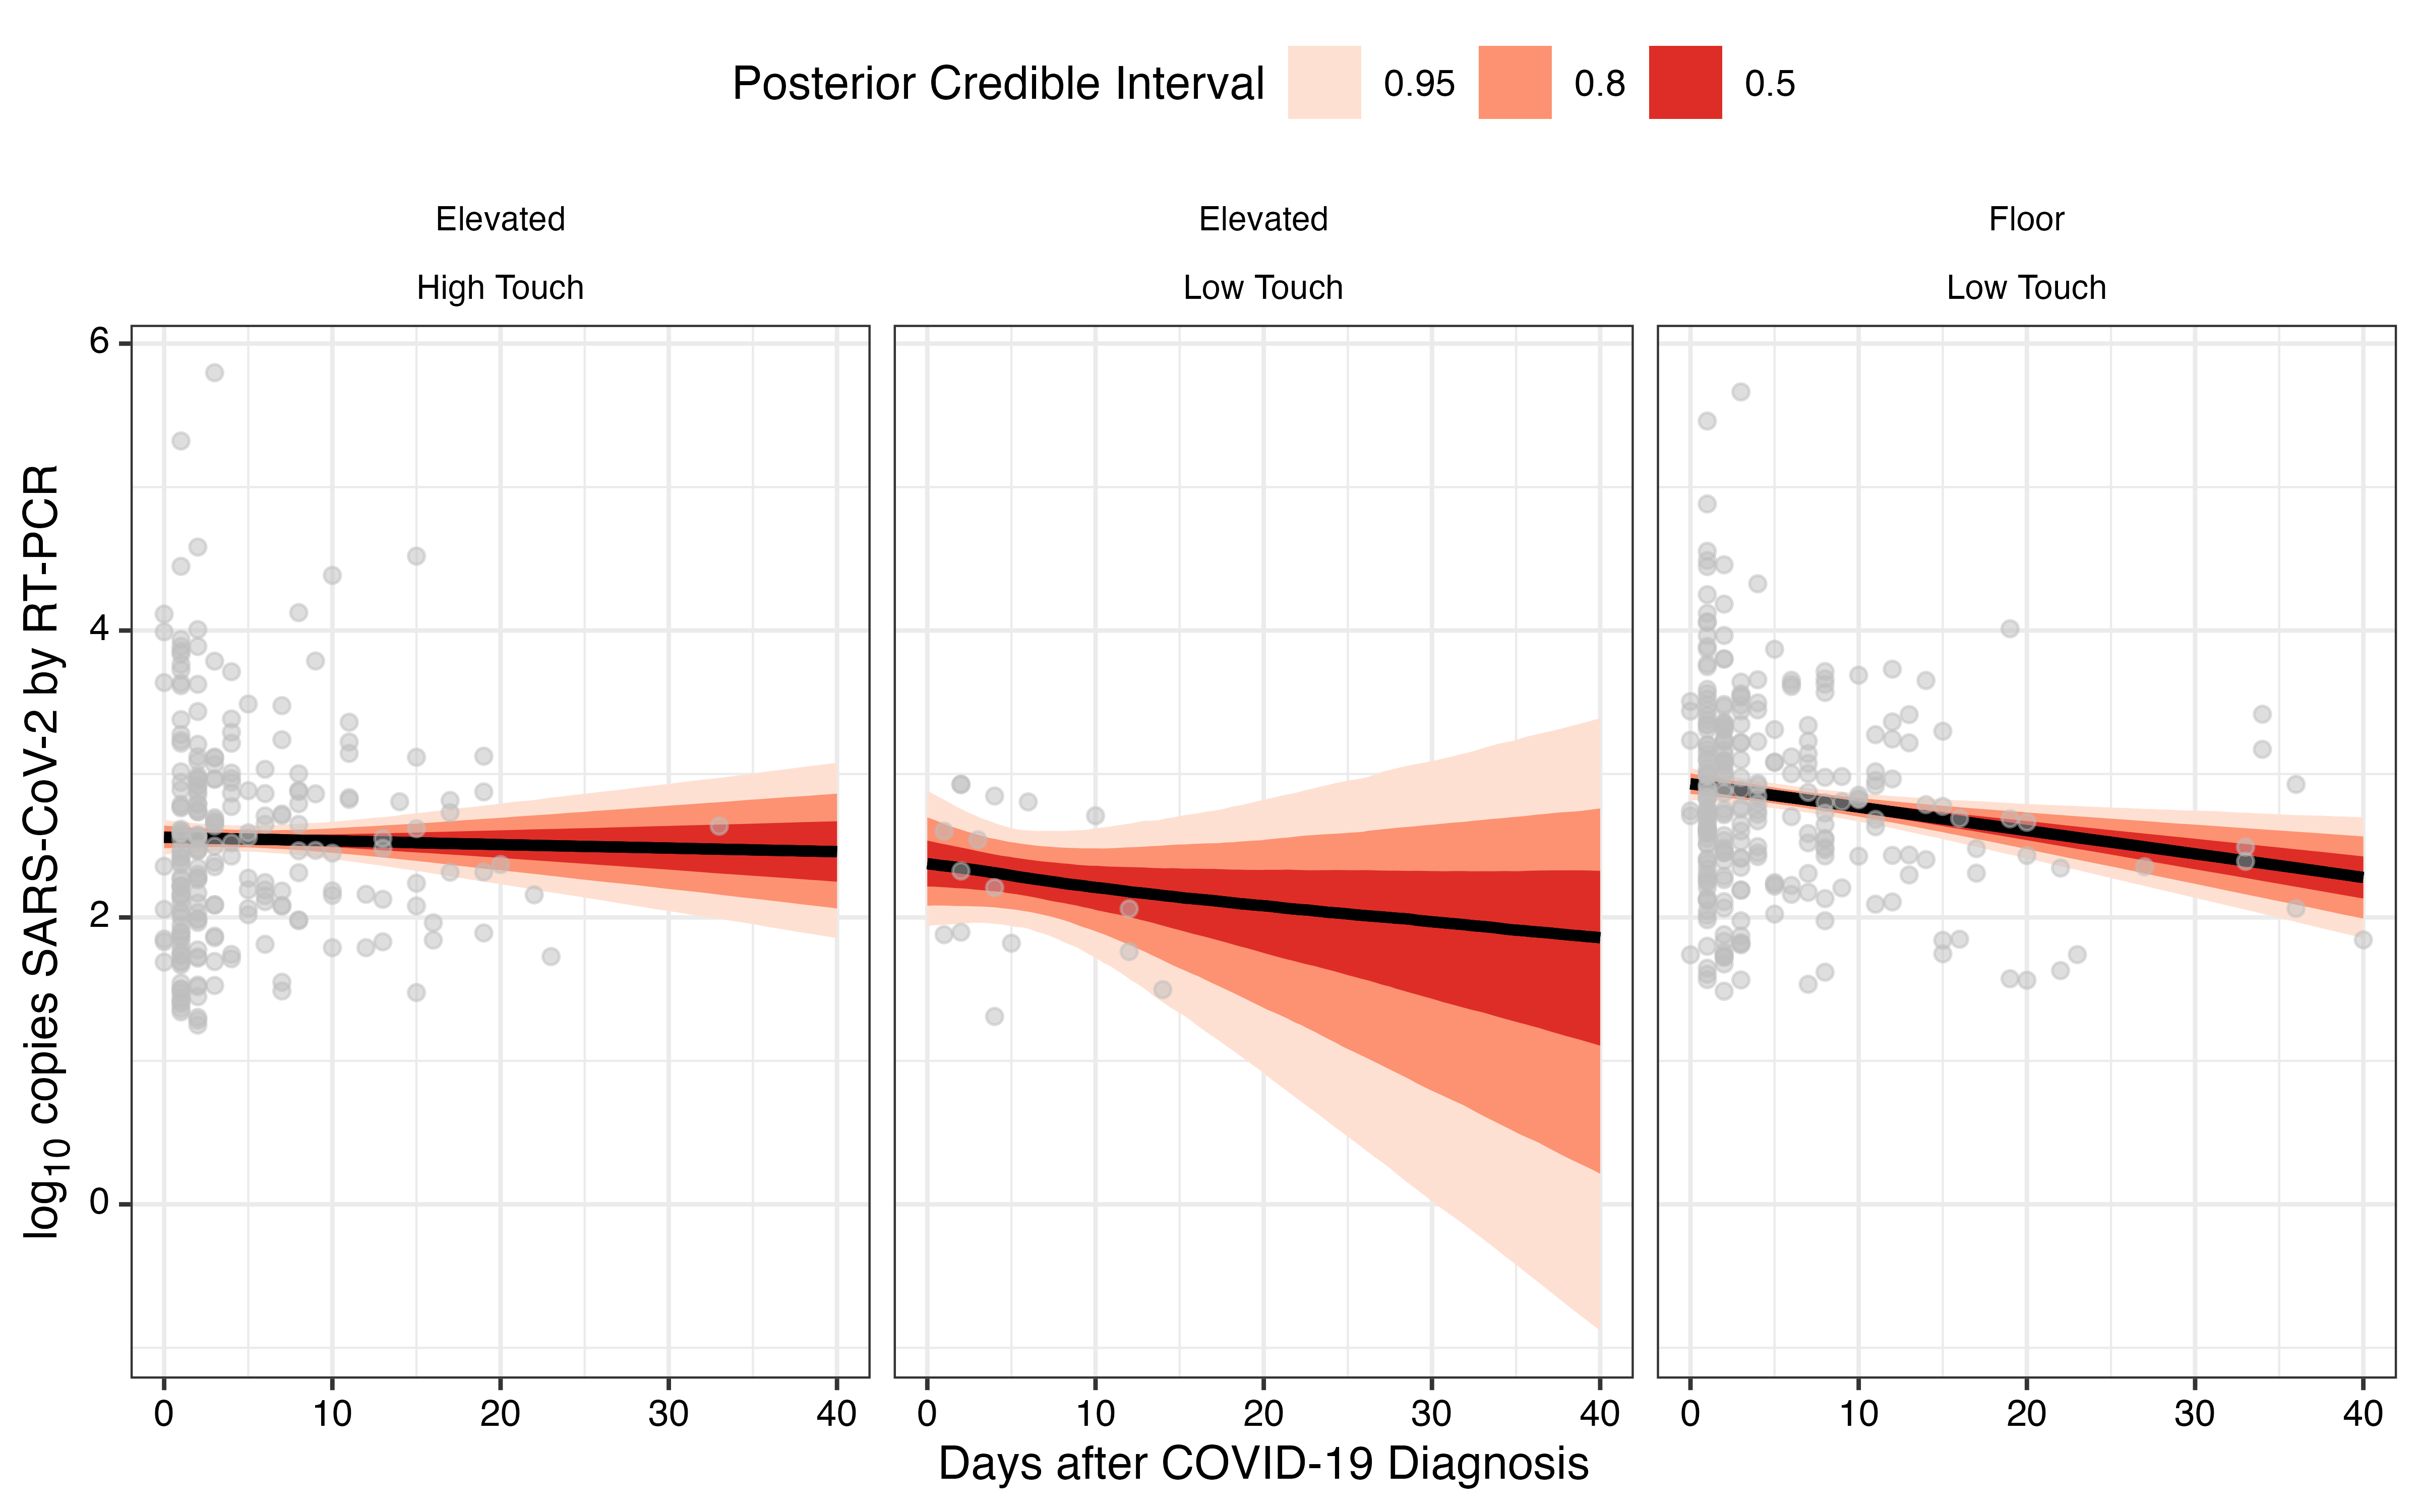 Posterior Credible Interval 0.95 0.8 0.5
Elevated Elevated Floor
High Touch Low Touch Low Touch
6
4
2
0
log10 copies SARS-CoV-2 by RT-PCR
0 10 20 30 40 0 10 20 30 40 0 10 20 30 40
Days after COVID-19 Diagnosis